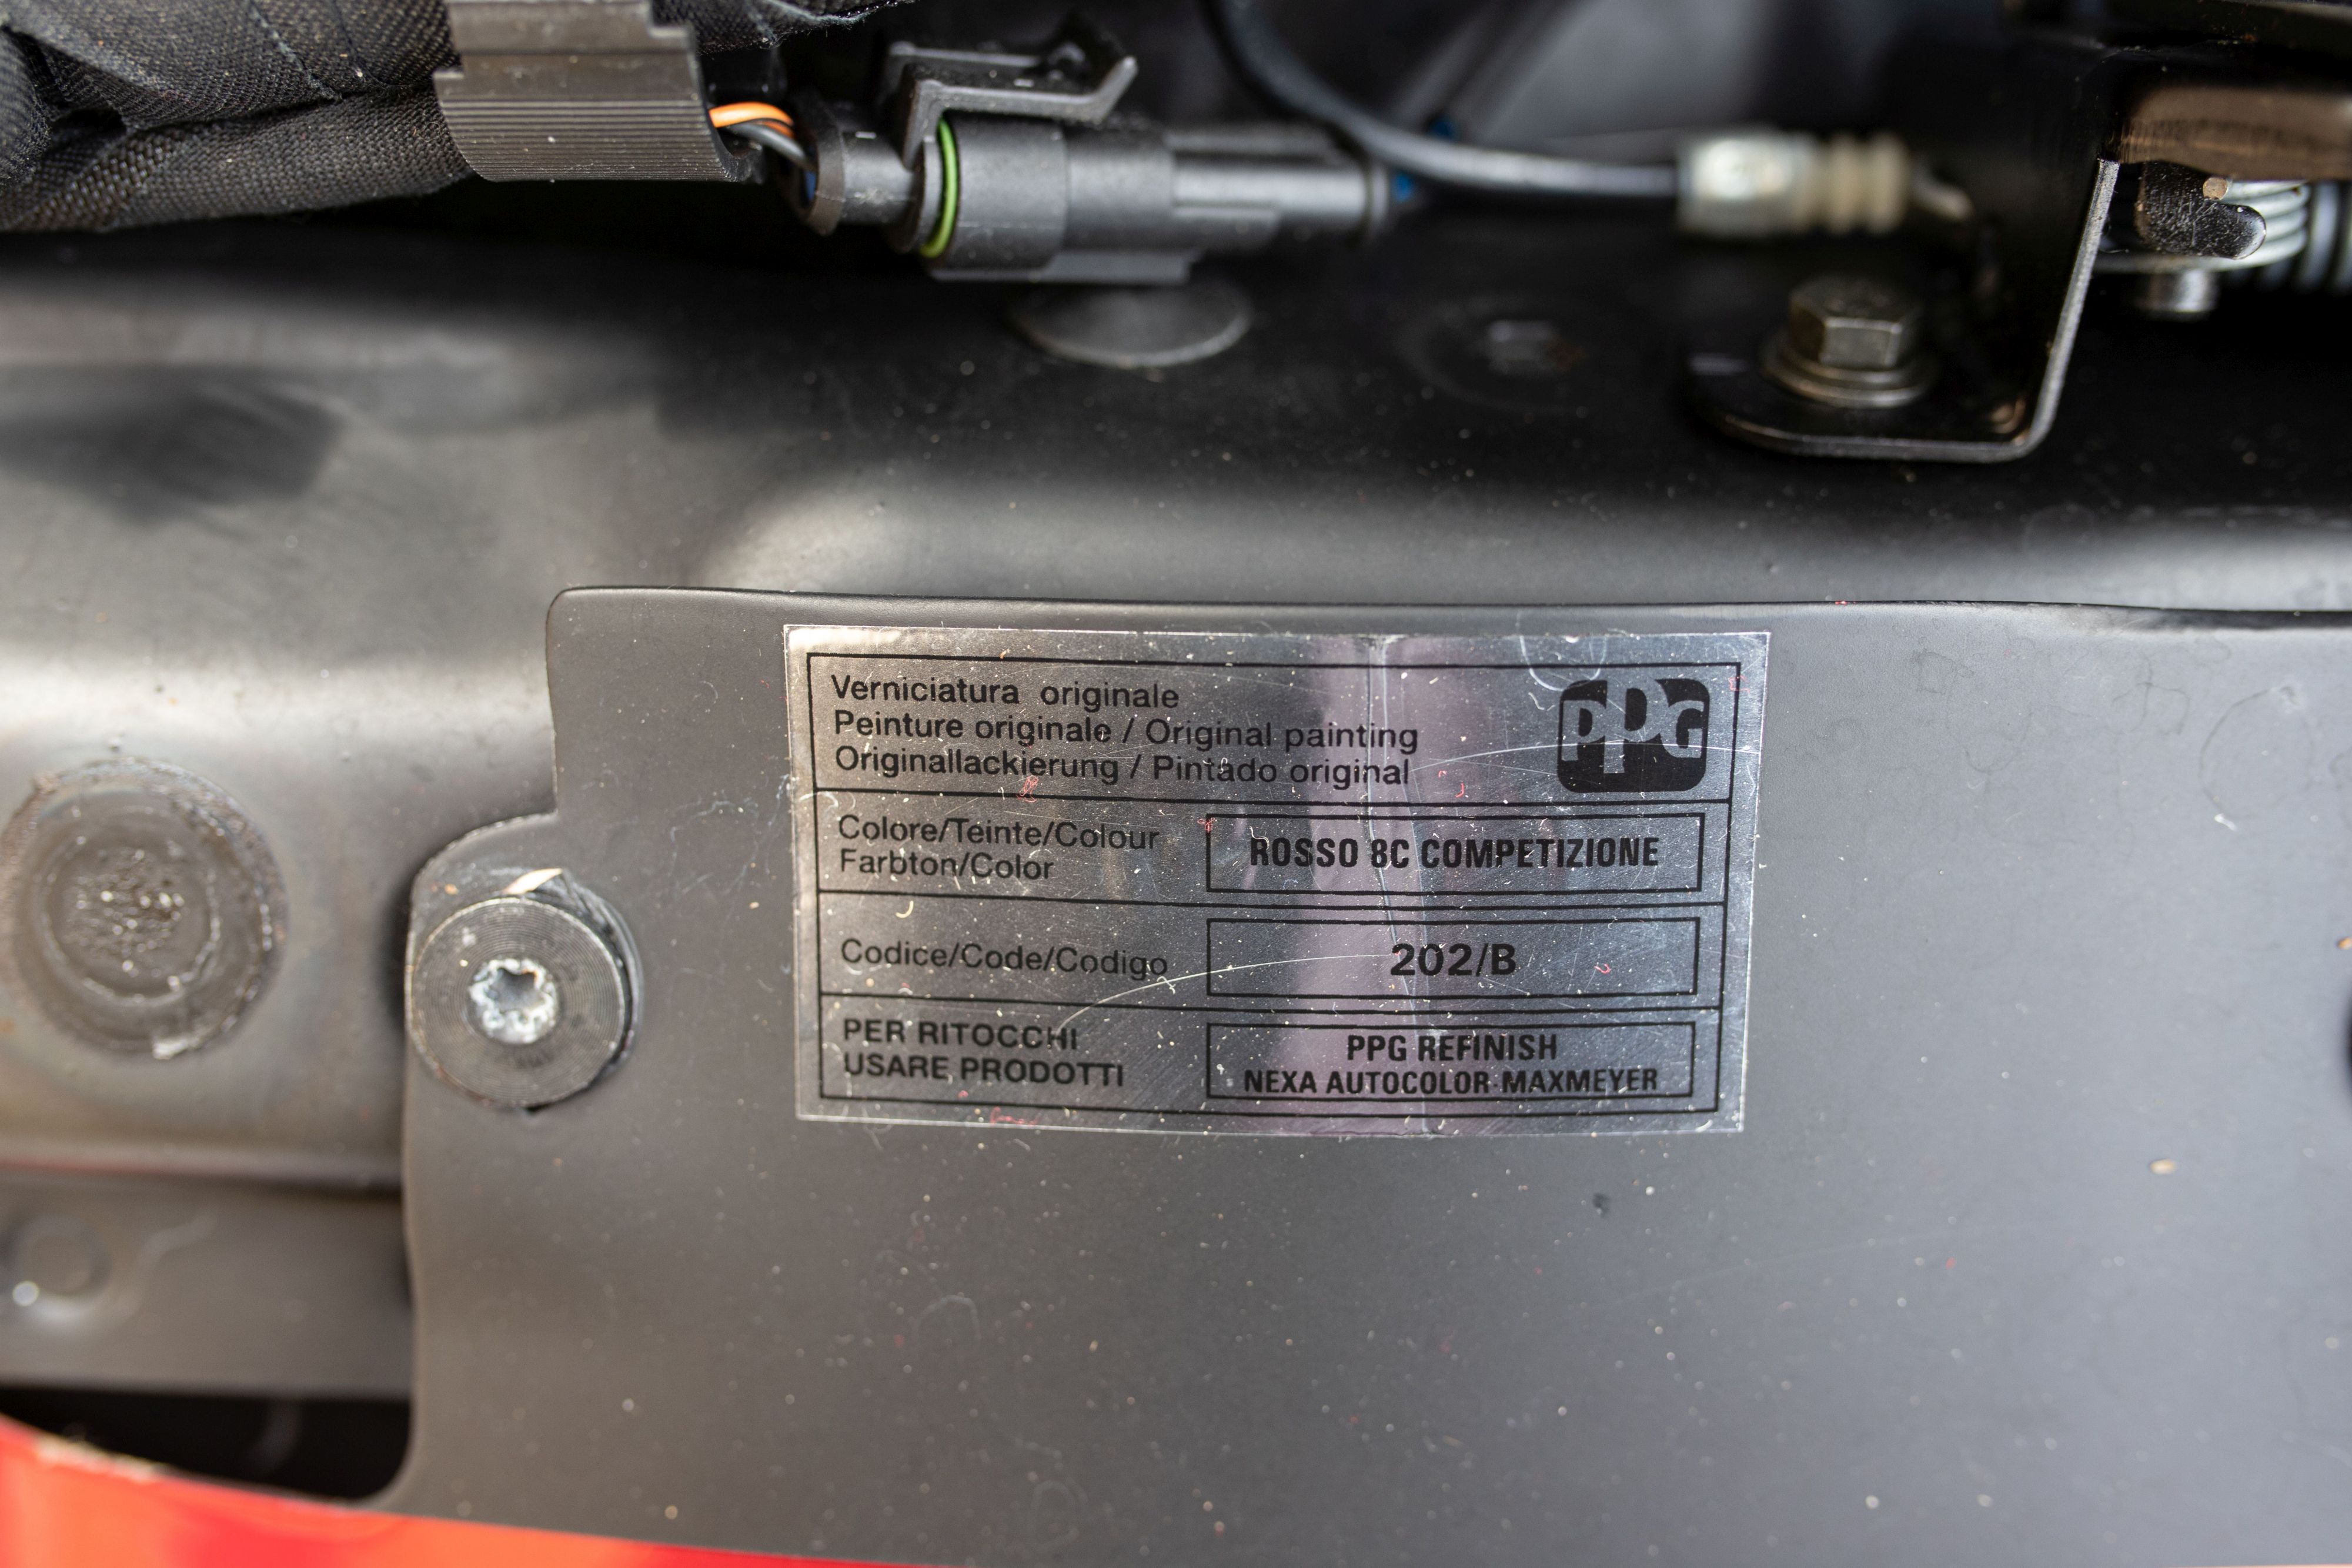 Verniciatura originale
Peinture originale / Original painting
Originallackierung / Pintado original
PPG
Colore/Teinte/Colour
Farbton/Color
ROSSO 8C COMPETIZIONE
Codice/Code/Codigo
202/B
PER RITOCCHI
USARE PRODOTTI
PPG REFINISH
NEXA AUTOCOLOR-MAXMEYER